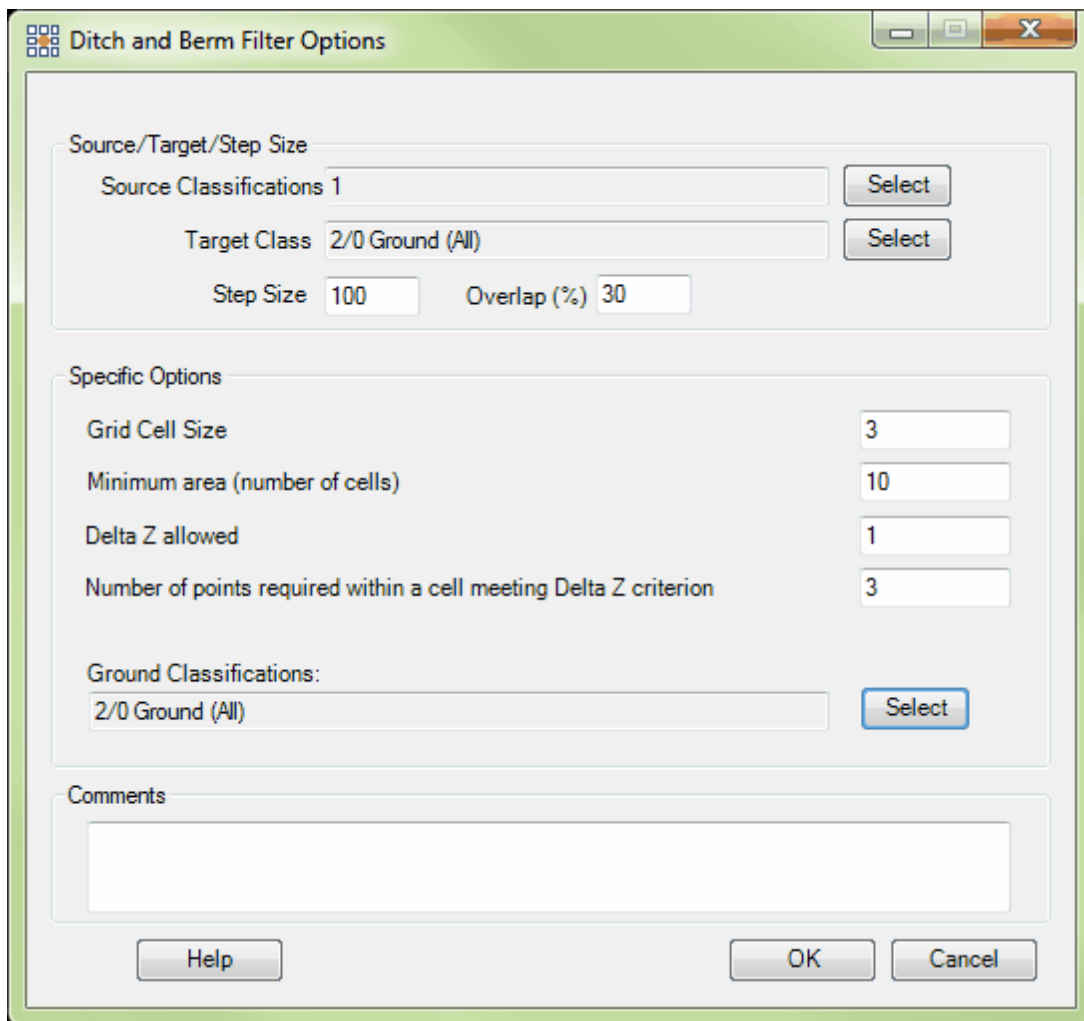 Ditch and Berm Filter Options
Source/Target/Step Size
Source Classifications 1 Select
Target Class 2/0 Ground (All) Select
Step Size 100 Overlap (%) 30
Specific Options
Grid Cell Size 3
Minimum area (number of cells) 10
Delta Z allowed 1
Number of points required within a cell meeting Delta Z criterion 3
Ground Classifications:
2/0 Ground (All) Select
Comments
Help OK Cancel